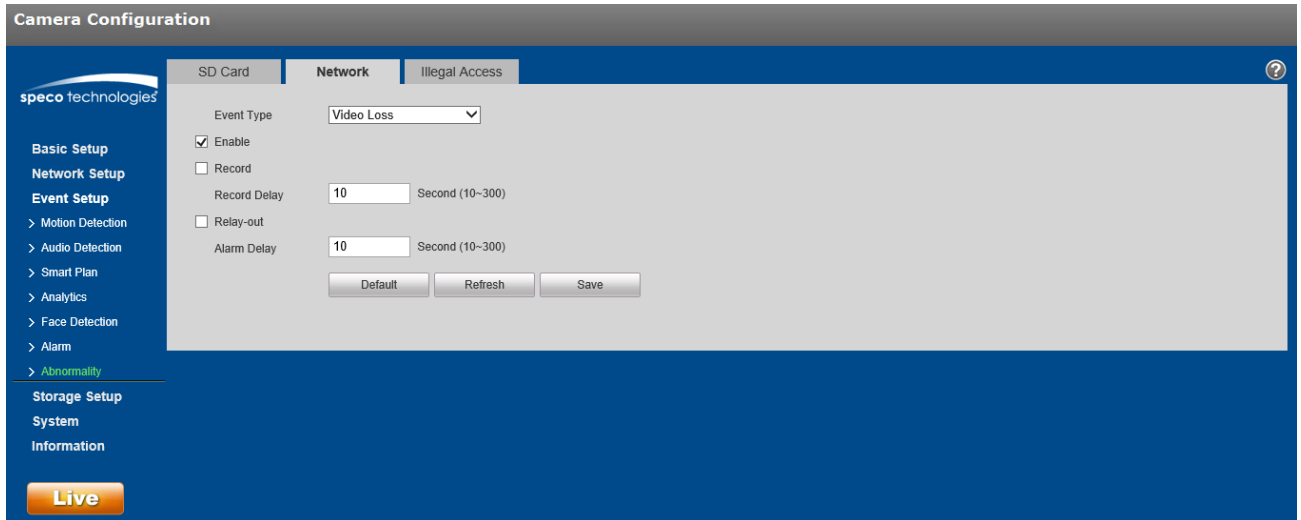 Camera Configuration
SD Card Network Illegal Access ?
speco technologies
Event Type Video Loss
Enable
Record
Record Delay 10 Second (10~300)
Relay-out
Alarm Delay 10 Second (10~300)
Default Refresh Save
Basic Setup
Network Setup
Event Setup
> Motion Detection
> Audio Detection
> Smart Plan
> Analytics
> Face Detection
> Alarm
> Abnormality
Storage Setup
System
Information
Live